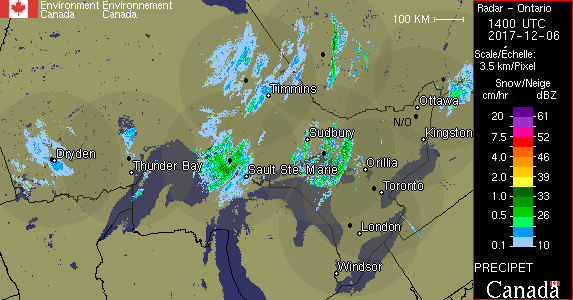 Environment Environnement
Canada Canada
100 KM
Timmins
Ottawa
N/O
Kingston
Sudbury
Dryden
Thunder Bay
Sault Ste. Marie
Orillia
Toronto
London
Windsor
Radar - Ontario
1400 UTC
2017-12-06
Scale/Échelle:
3.5 km/Pixel
Snow/Neige
cm/hr dBZ
20 61
7.5 52
4.0 46
2.0 39
1.0 33
0.5 26
0.1 10
PRECIPET
Canada